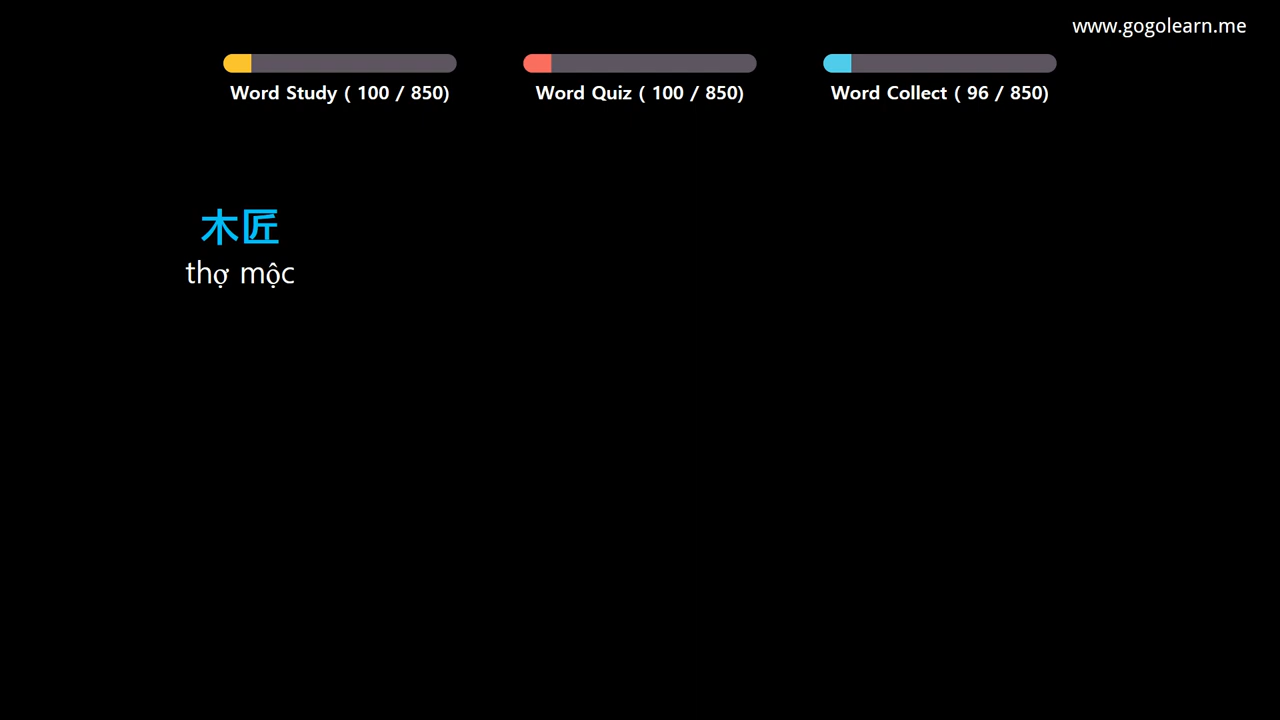 www.gogolearn.me
Word Study ( 100 / 850)
Word Quiz ( 100 / 850)
Word Collect ( 96 / 850)
木匠
thợ mộc